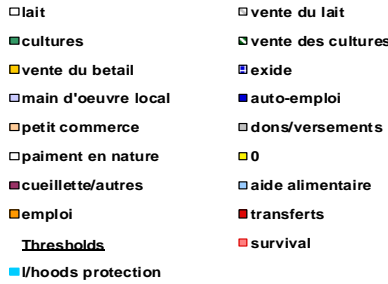 lait
vente du lait
cultures
vente des cultures
vente du betail
exide
main d'oeuvre local
auto-emploi
petit commerce
dons/versements
paiment en nature
0
cueillette/autres
aide alimentaire
emploi
transferts
Thresholds
survival
l/hoods protection